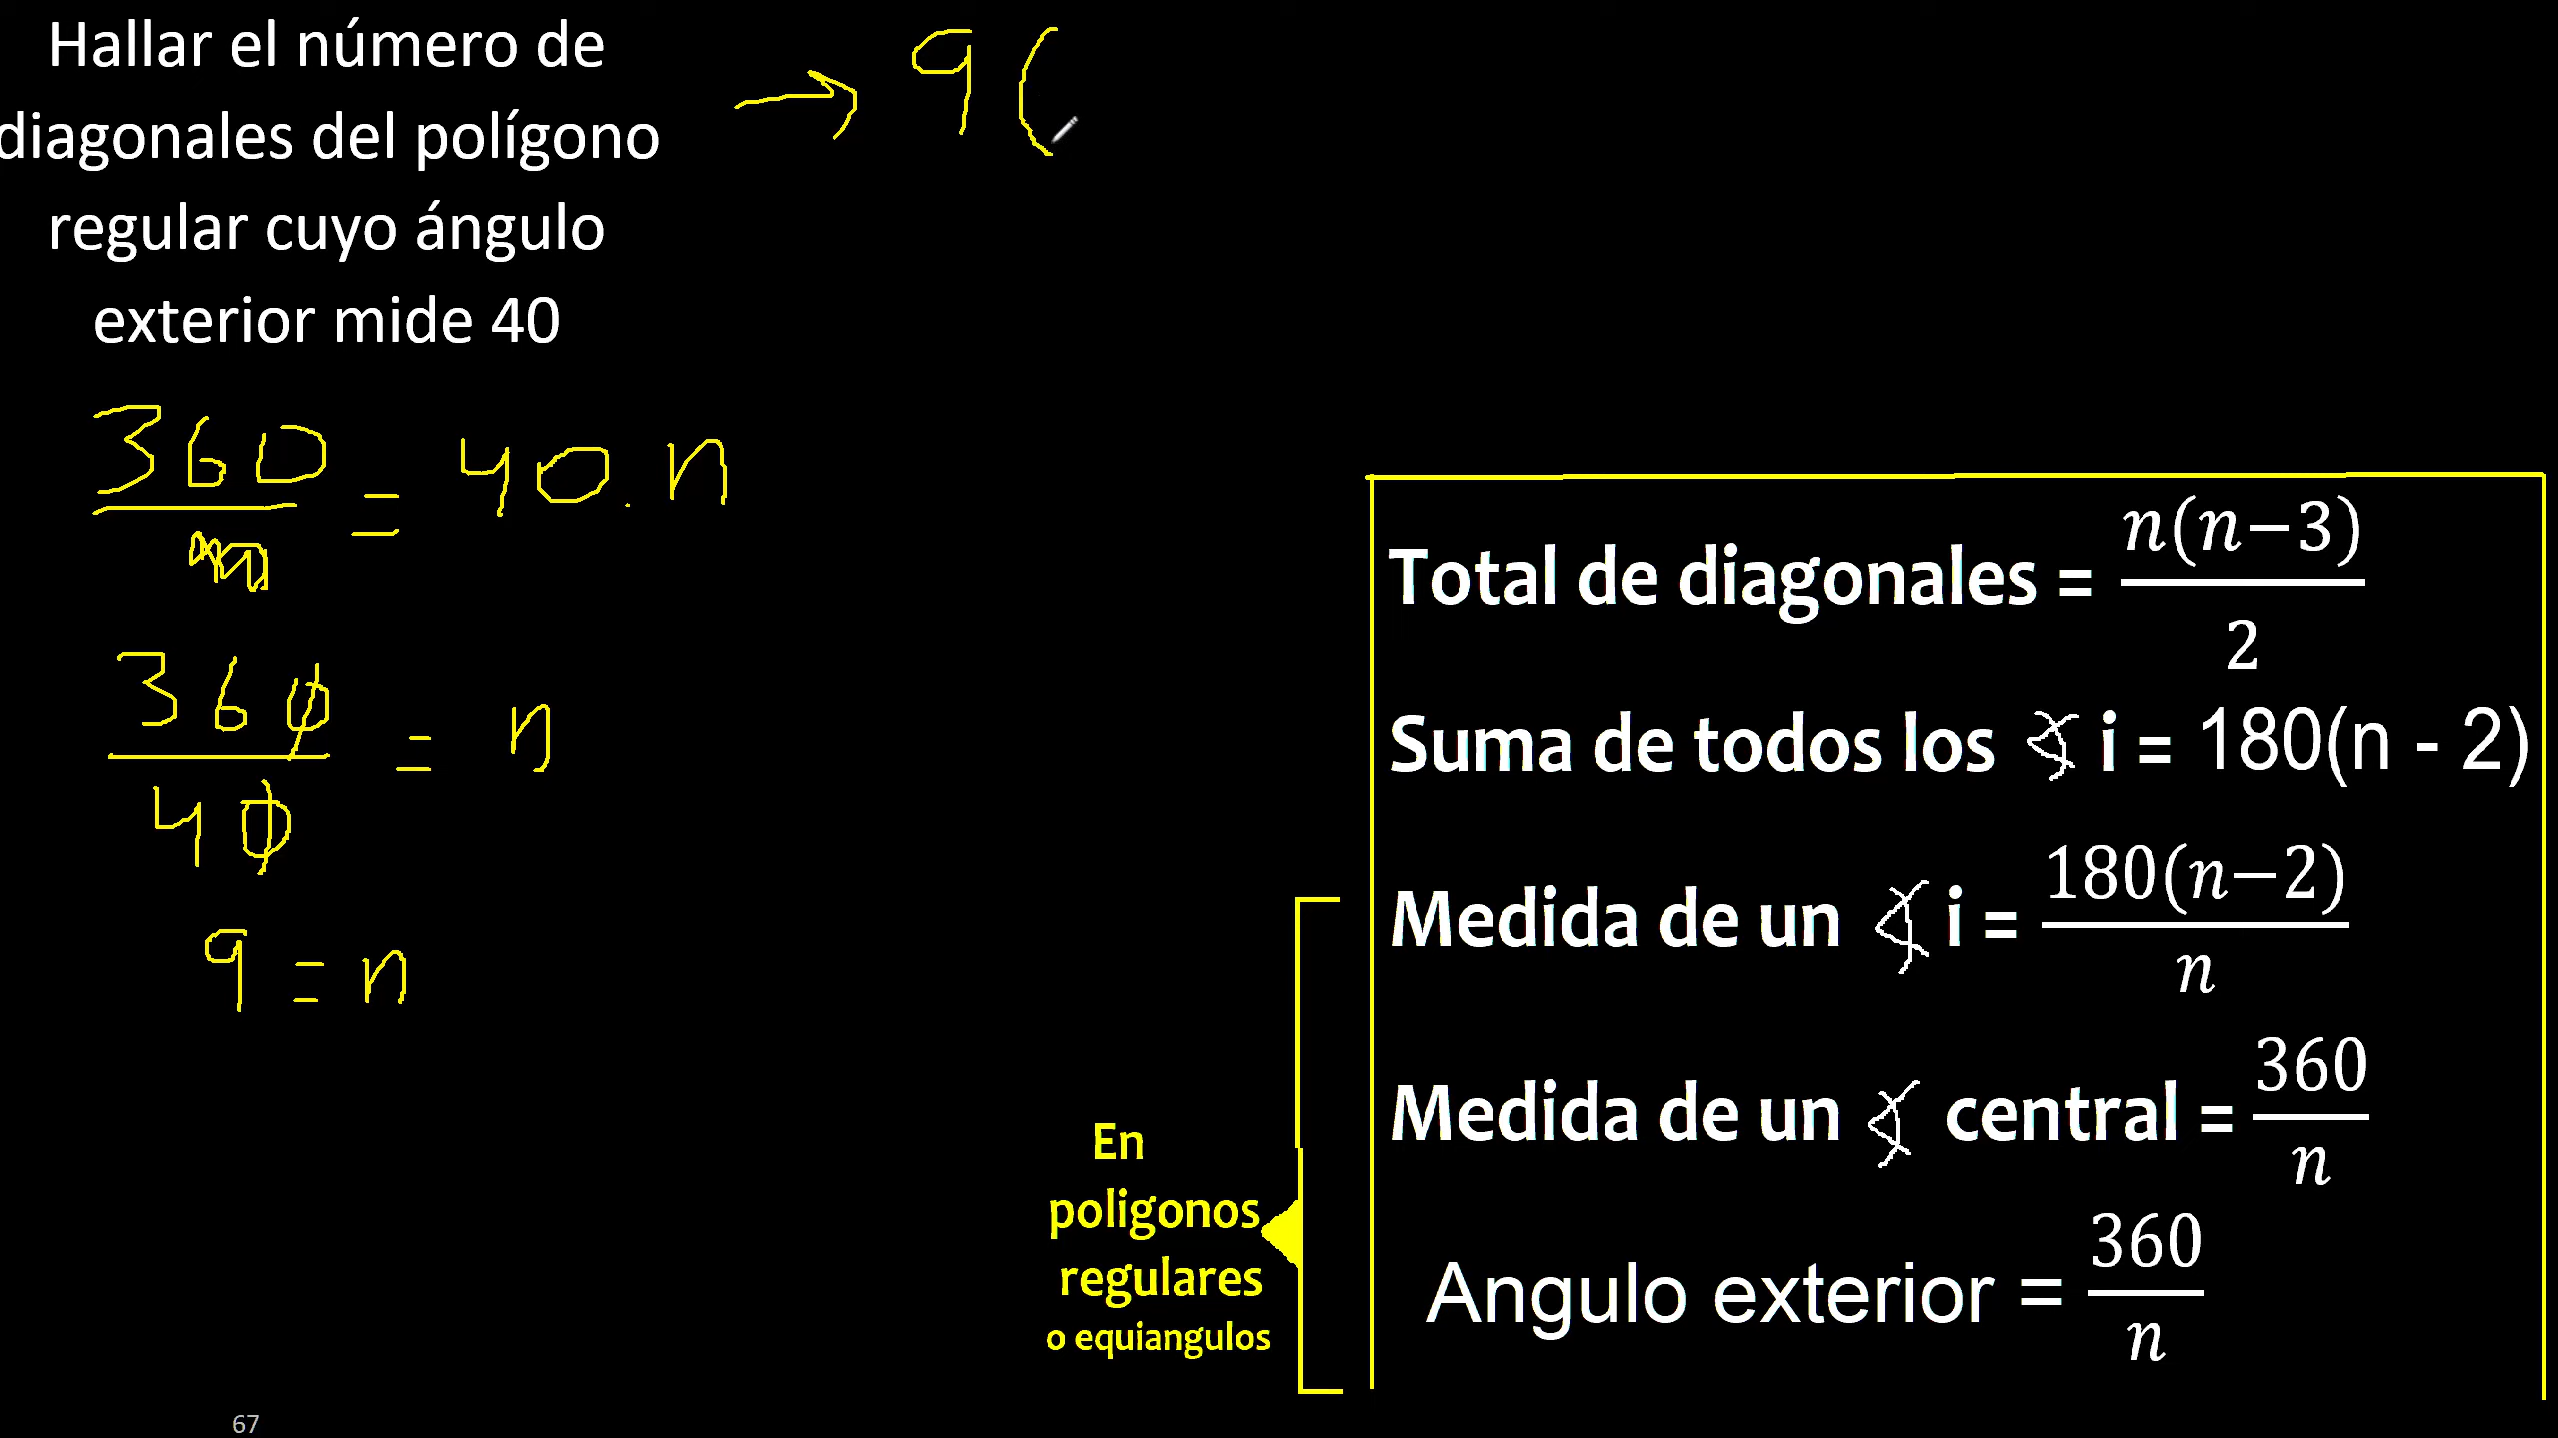 Hallar el número de
diagonales del polígono
regular cuyo ángulo
exterior mide 40
→ 9 (
360 = 40 . n
360
40
= n
9 = n
Total de diagonales = n(n−3)
2
Suma de todos los ∢ i = 180(n - 2)
Medida de un ∢ i = 180(n−2)
n
Medida de un ∢ central = 360
n
Angulo exterior = 360
n
En
poligonos
regulares
o equiangulos
67